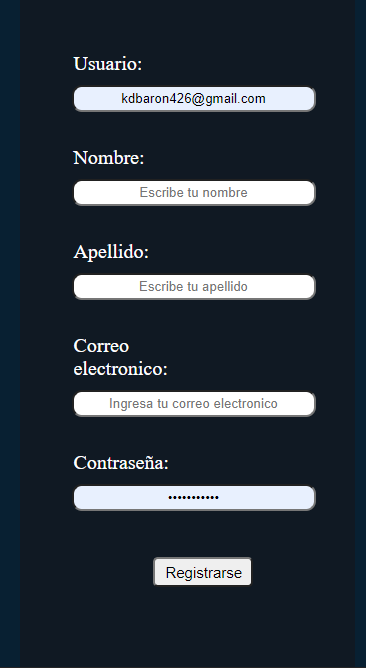 Usuario:
kdbaron426@gmail.com
Nombre:
Escribe tu nombre
Apellido:
Escribe tu apellido
Correo
electronico:
Ingresa tu correo electronico
Contraseña:
•••••••••••
Registrarse